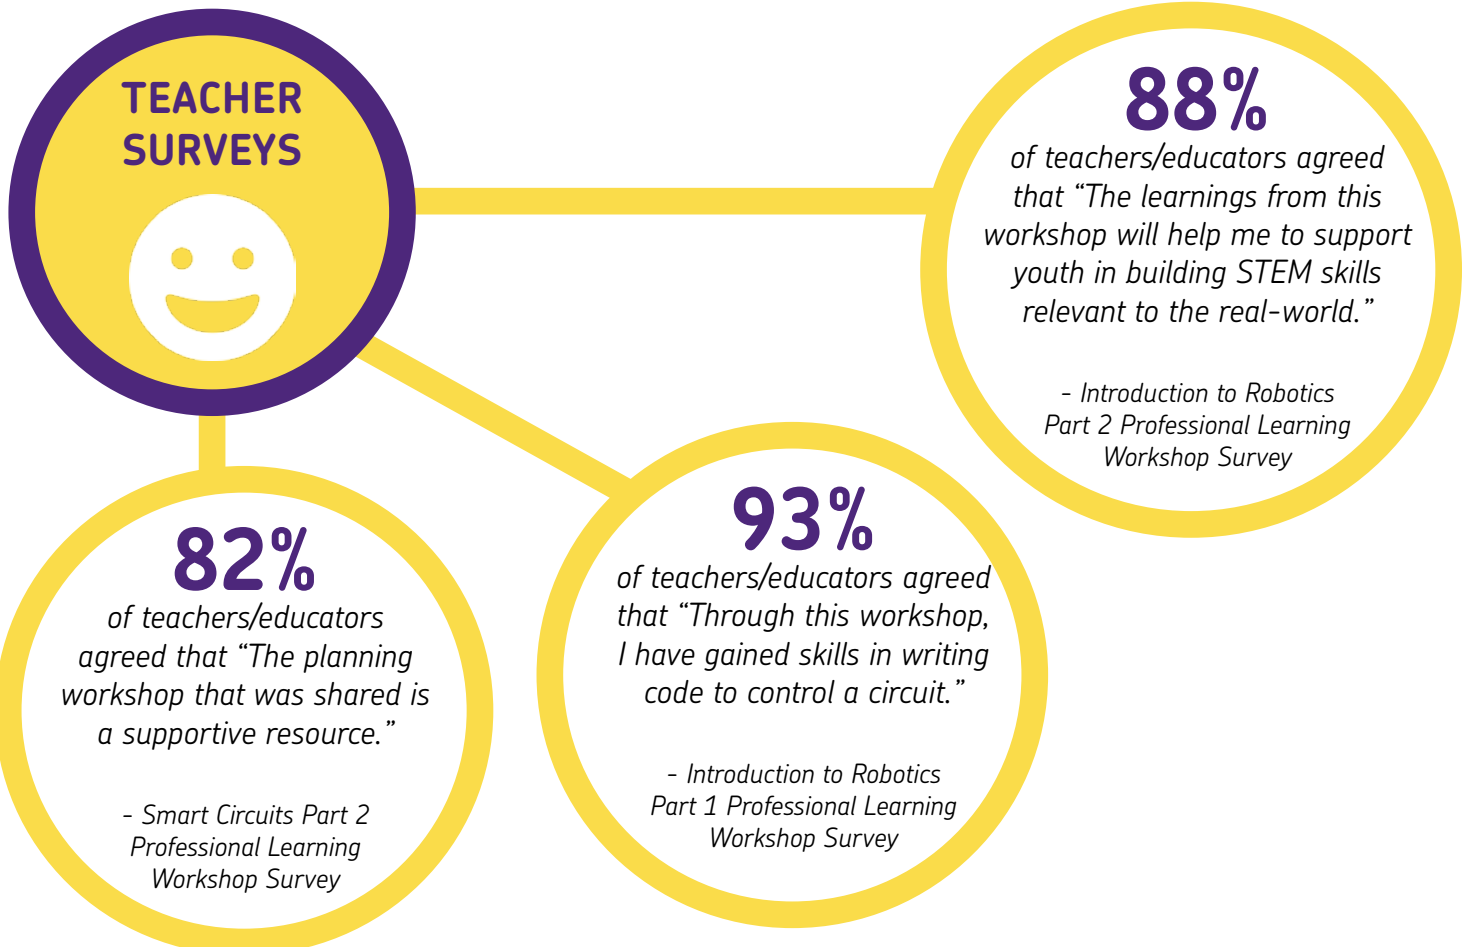 TEACHER
SURVEYS
88%
of teachers/educators agreed
that “The learnings from this
workshop will help me to support
youth in building STEM skills
relevant to the real-world.”
- Introduction to Robotics
Part 2 Professional Learning
Workshop Survey
93%
of teachers/educators agreed
that “Through this workshop,
I have gained skills in writing
code to control a circuit.”
- Introduction to Robotics
Part 1 Professional Learning
Workshop Survey
82%
of teachers/educators
agreed that “The planning
workshop that was shared is
a supportive resource.”
- Smart Circuits Part 2
Professional Learning
Workshop Survey